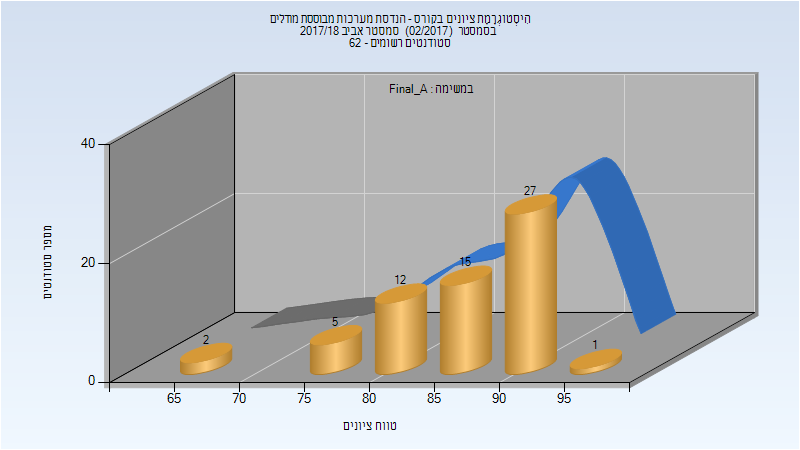 היסְטוגְרָמַת ציונים בקורס - הנדסת מערכות מבוססת מודלים
בסמסטר (02/2017) סמסטר אביב 2017/18
סטודנטים רשומים - 62
במשימה : Final_A
מספר סטודנטים
40
20
0
2
5
12
15
27
1
65 70 75 80 85 90 95
טווח ציונים